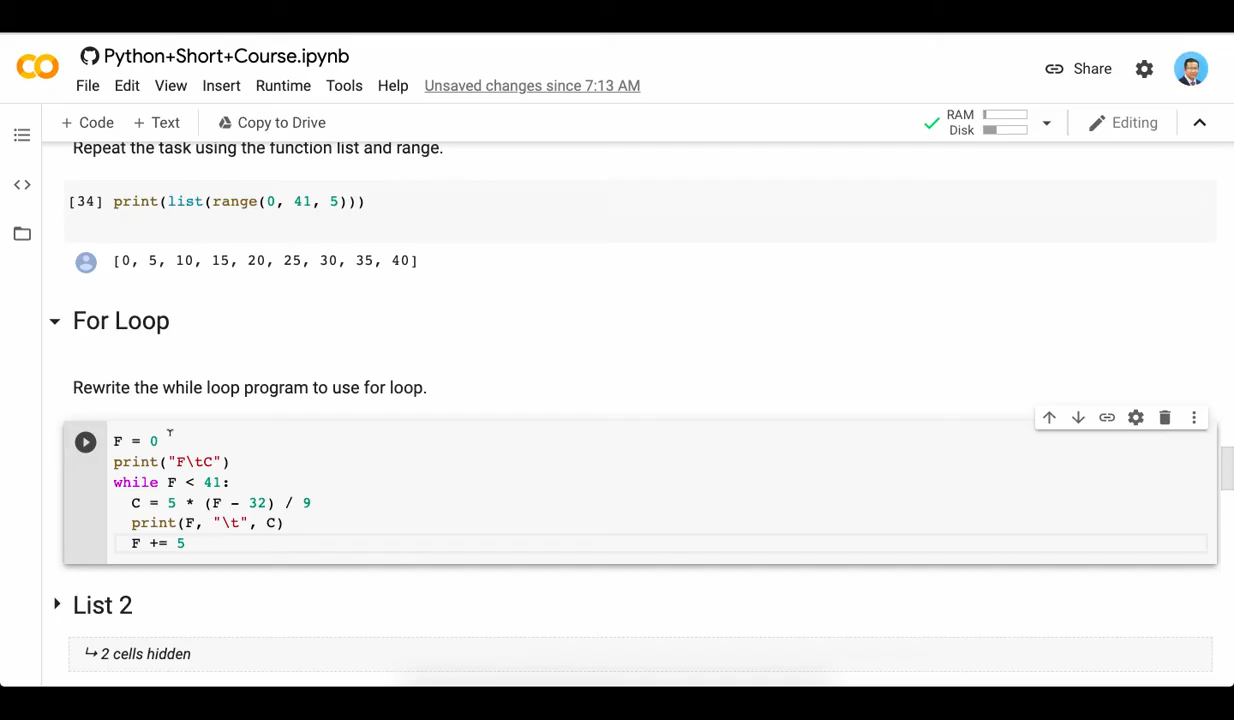 Python+Short+Course.ipynb
Share
File Edit View Insert Runtime Tools Help Unsaved changes since 7:13 AM
+ Code + Text Copy to Drive
RAM
Disk
Editing
Repeat the task using the function list and range.
[34] print(list(range(0, 41, 5)))
[0, 5, 10, 15, 20, 25, 30, 35, 40]
For Loop
Rewrite the while loop program to use for loop.
F = 0
print("F\tC")
while F < 41:
  C = 5 * (F - 32) / 9
  print(F, "\t", C)
  F += 5
List 2
↪ 2 cells hidden